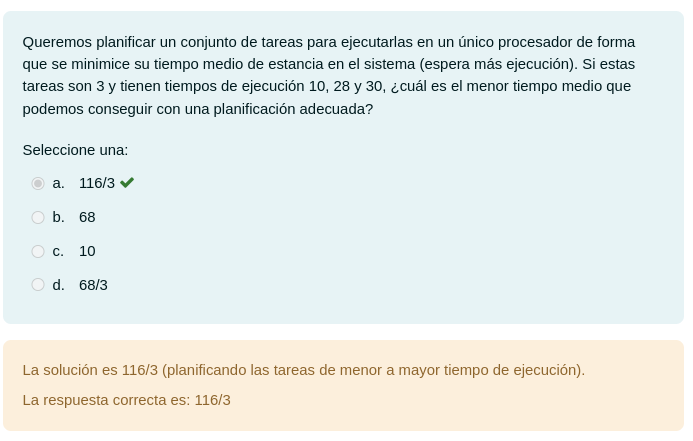 Queremos planificar un conjunto de tareas para ejecutarlas en un único procesador de forma
que se minimice su tiempo medio de estancia en el sistema (espera más ejecución). Si estas
tareas son 3 y tienen tiempos de ejecución 10, 28 y 30, ¿cuál es el menor tiempo medio que
podemos conseguir con una planificación adecuada?
Seleccione una:
a. 116/3
b. 68
c. 10
d. 68/3
La solución es 116/3 (planificando las tareas de menor a mayor tiempo de ejecución).
La respuesta correcta es: 116/3